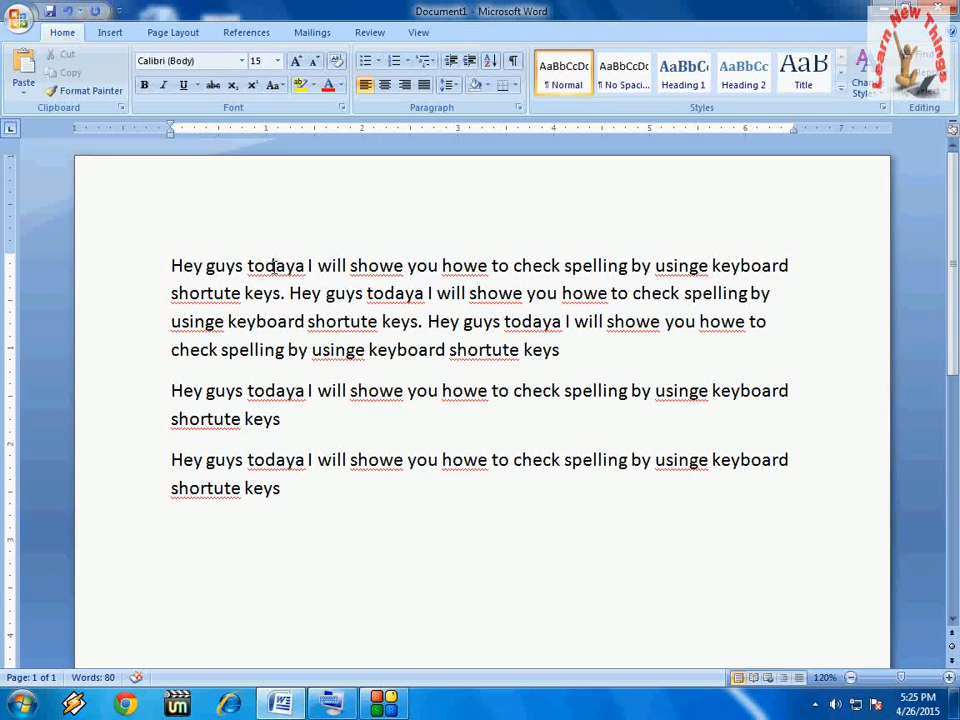 Document1 - Microsoft Word
Home Insert Page Layout References Mailings Review View
Cut
Copy
Paste
Format Painter
Clipboard
Calibri (Body) 15
Font
Paragraph
AaBbCcDc AaBbCcDc AaBbC AaBbCc AaB
¶ Normal ¶ No Spaci... Heading 1 Heading 2 Title
Styles
Editing
Learn New Things
Hey guys todaya I will showe you howe to check spelling by usinge keyboard
shortute keys. Hey guys todaya I will showe you howe to check spelling by
usinge keyboard shortute keys. Hey guys todaya I will showe you howe to
check spelling by usinge keyboard shortute keys
Hey guys todaya I will showe you howe to check spelling by usinge keyboard
shortute keys
Hey guys todaya I will showe you howe to check spelling by usinge keyboard
shortute keys
Page: 1 of 1 Words: 80 120%
5:25 PM
4/26/2015